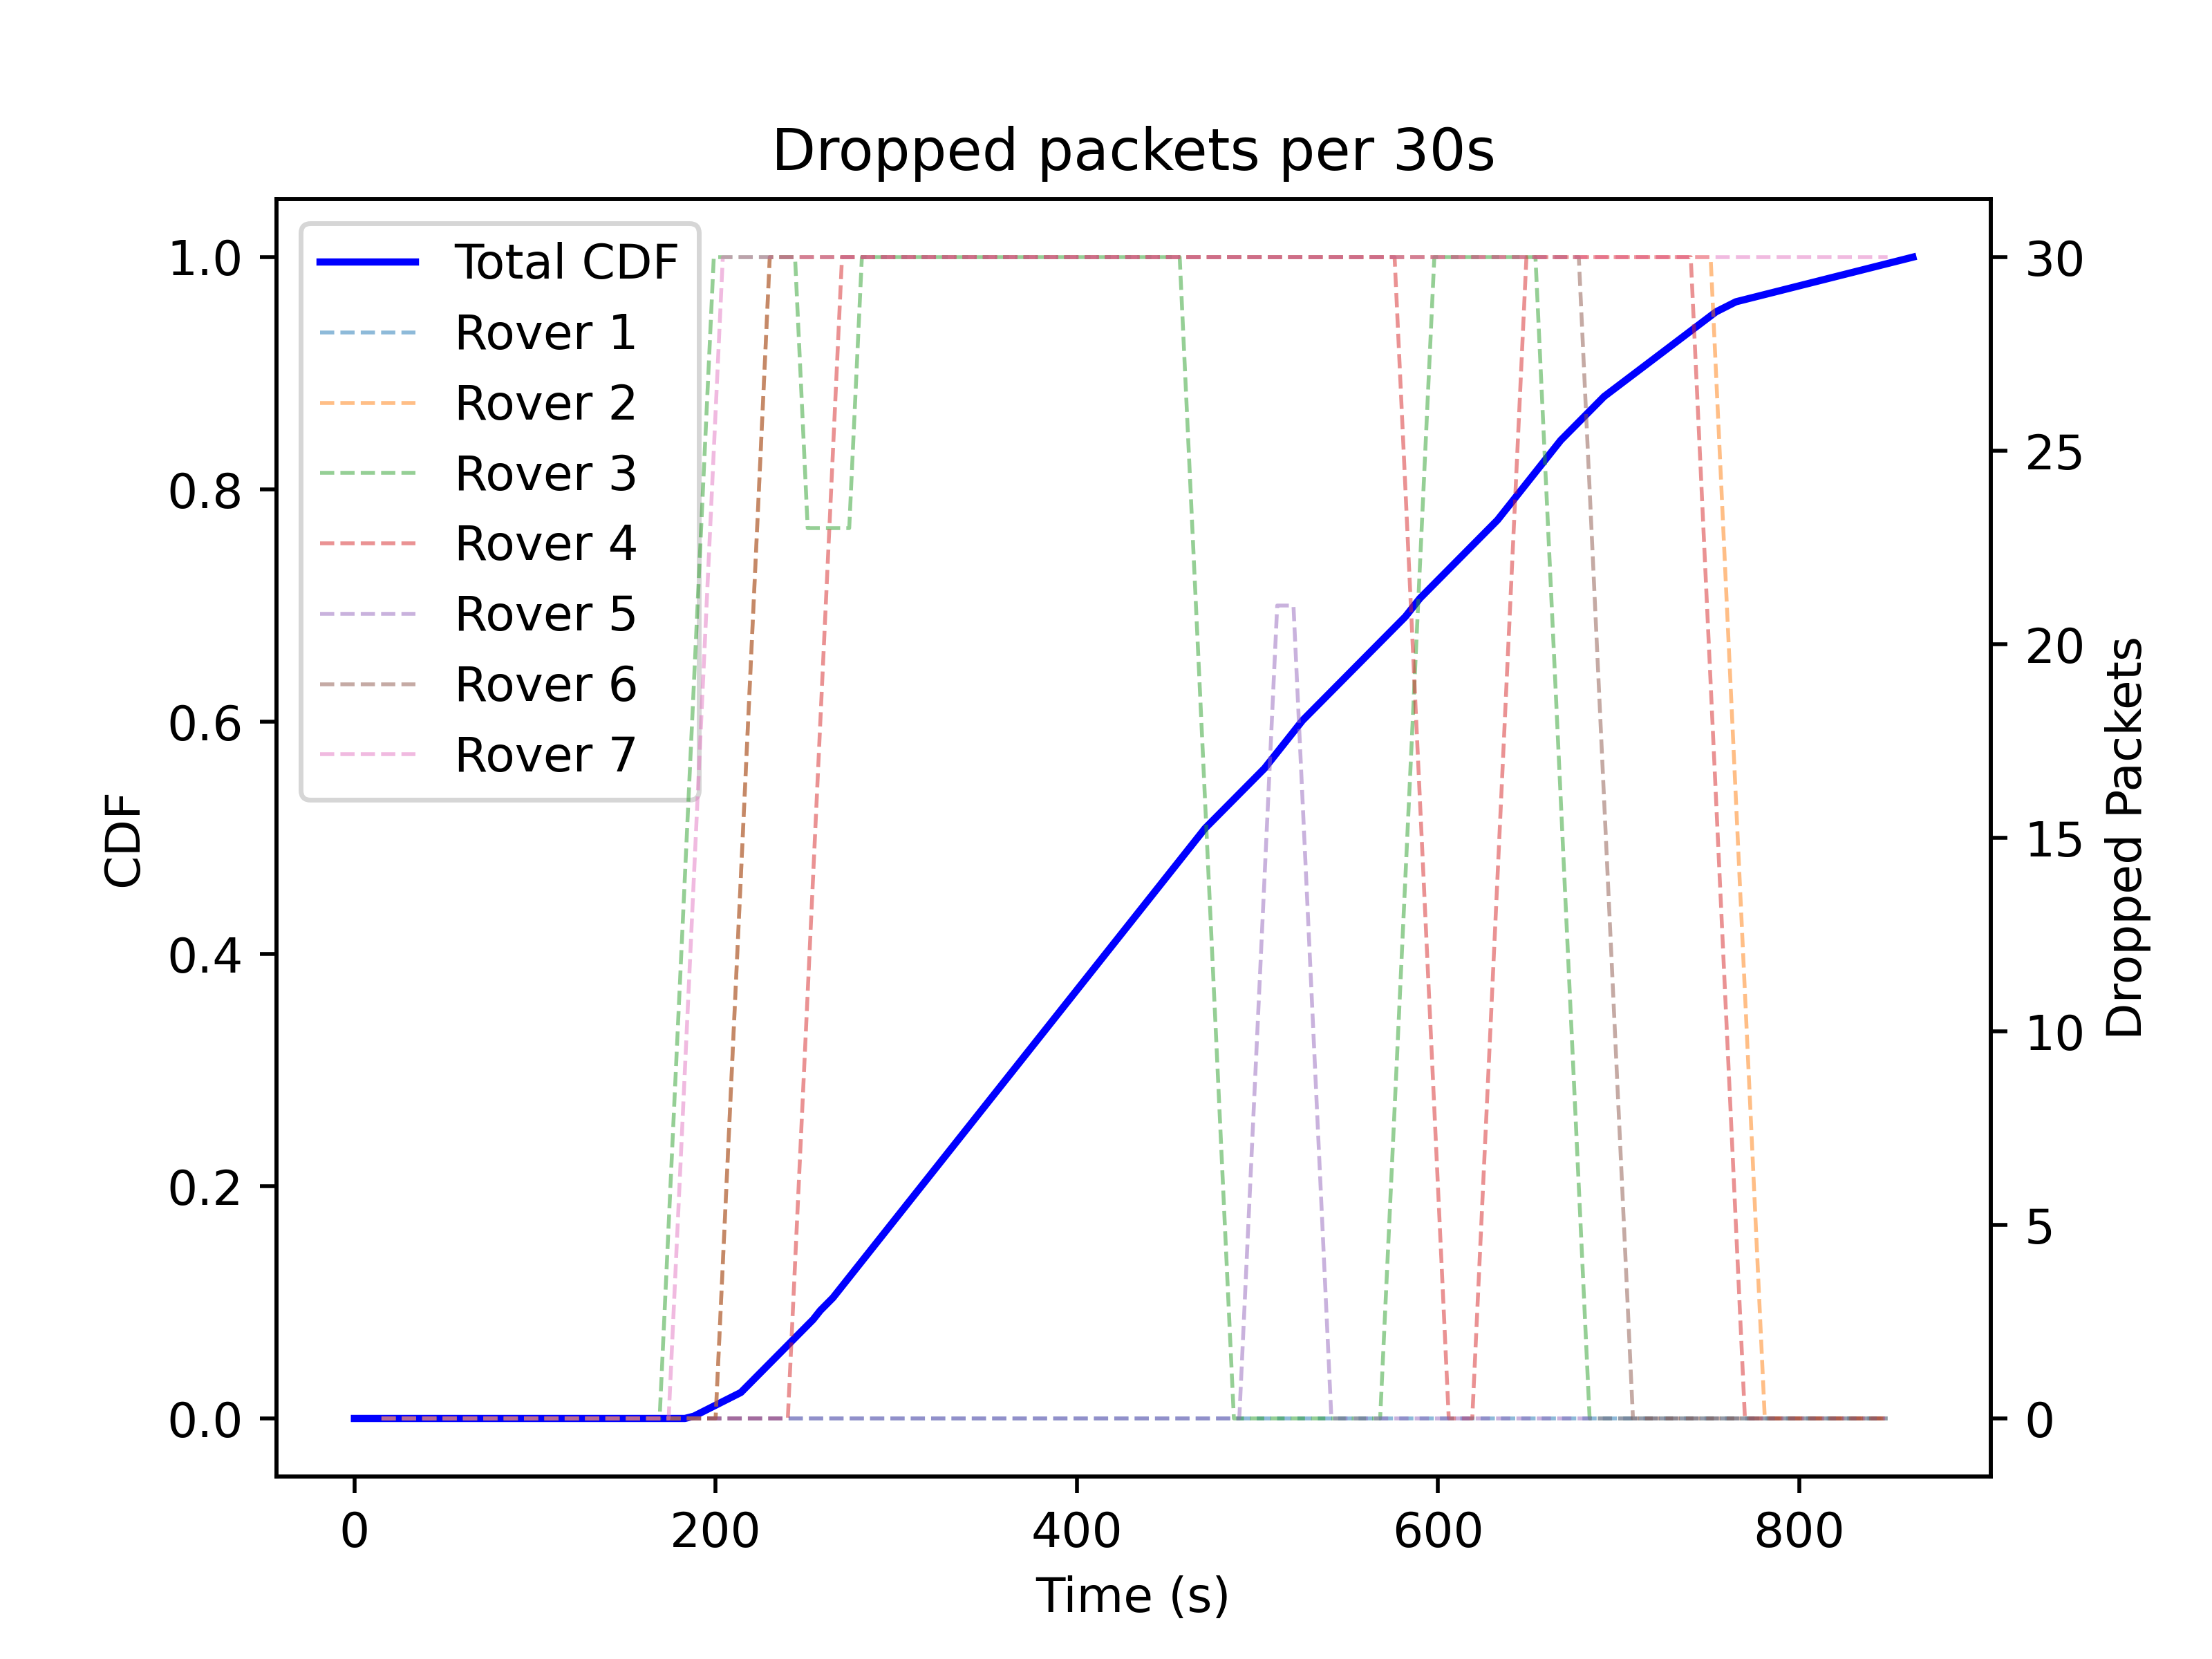 Dropped packets per 30s
Total CDF
Rover 1
Rover 2
Rover 3
Rover 4
Rover 5
Rover 6
Rover 7
1.0
0.8
0.6
0.4
0.2
0.0
CDF
30
25
20
15
10
5
0
Dropped Packets
0 200 400 600 800
Time (s)